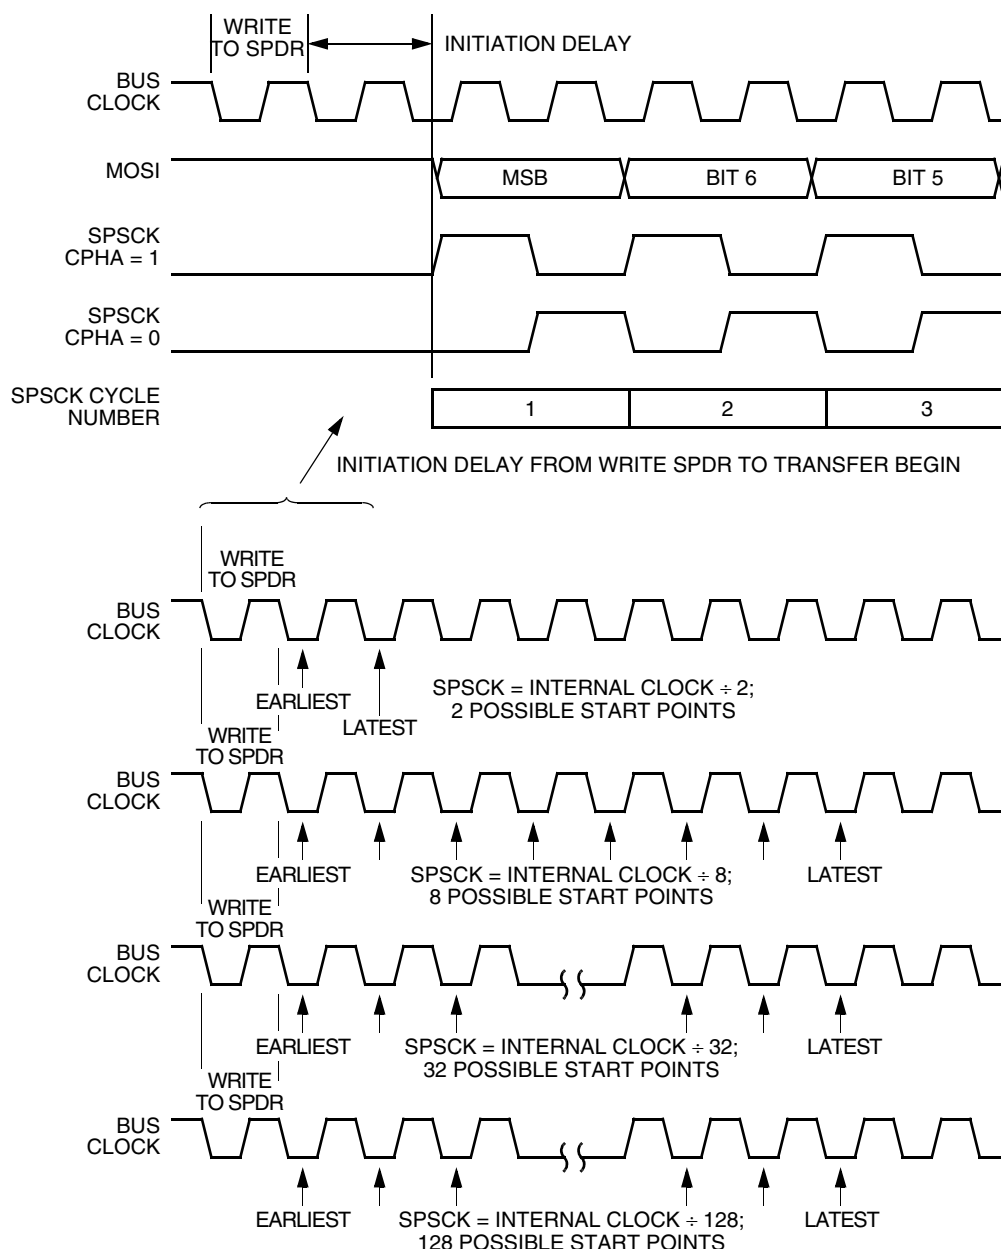 WRITE
TO SPDR
INITIATION DELAY
BUS
CLOCK
MOSI
MSB
BIT 6
BIT 5
SPSCK
CPHA = 1
SPSCK
CPHA = 0
SPSCK CYCLE
NUMBER
1
2
3
INITIATION DELAY FROM WRITE SPDR TO TRANSFER BEGIN
WRITE
TO SPDR
BUS
CLOCK
EARLIEST
LATEST
SPSCK = INTERNAL CLOCK ÷ 2;
2 POSSIBLE START POINTS
WRITE
TO SPDR
BUS
CLOCK
EARLIEST
SPSCK = INTERNAL CLOCK ÷ 8;
8 POSSIBLE START POINTS
LATEST
WRITE
TO SPDR
BUS
CLOCK
EARLIEST
SPSCK = INTERNAL CLOCK ÷ 32;
32 POSSIBLE START POINTS
LATEST
WRITE
TO SPDR
BUS
CLOCK
EARLIEST
SPSCK = INTERNAL CLOCK ÷ 128;
128 POSSIBLE START POINTS
LATEST